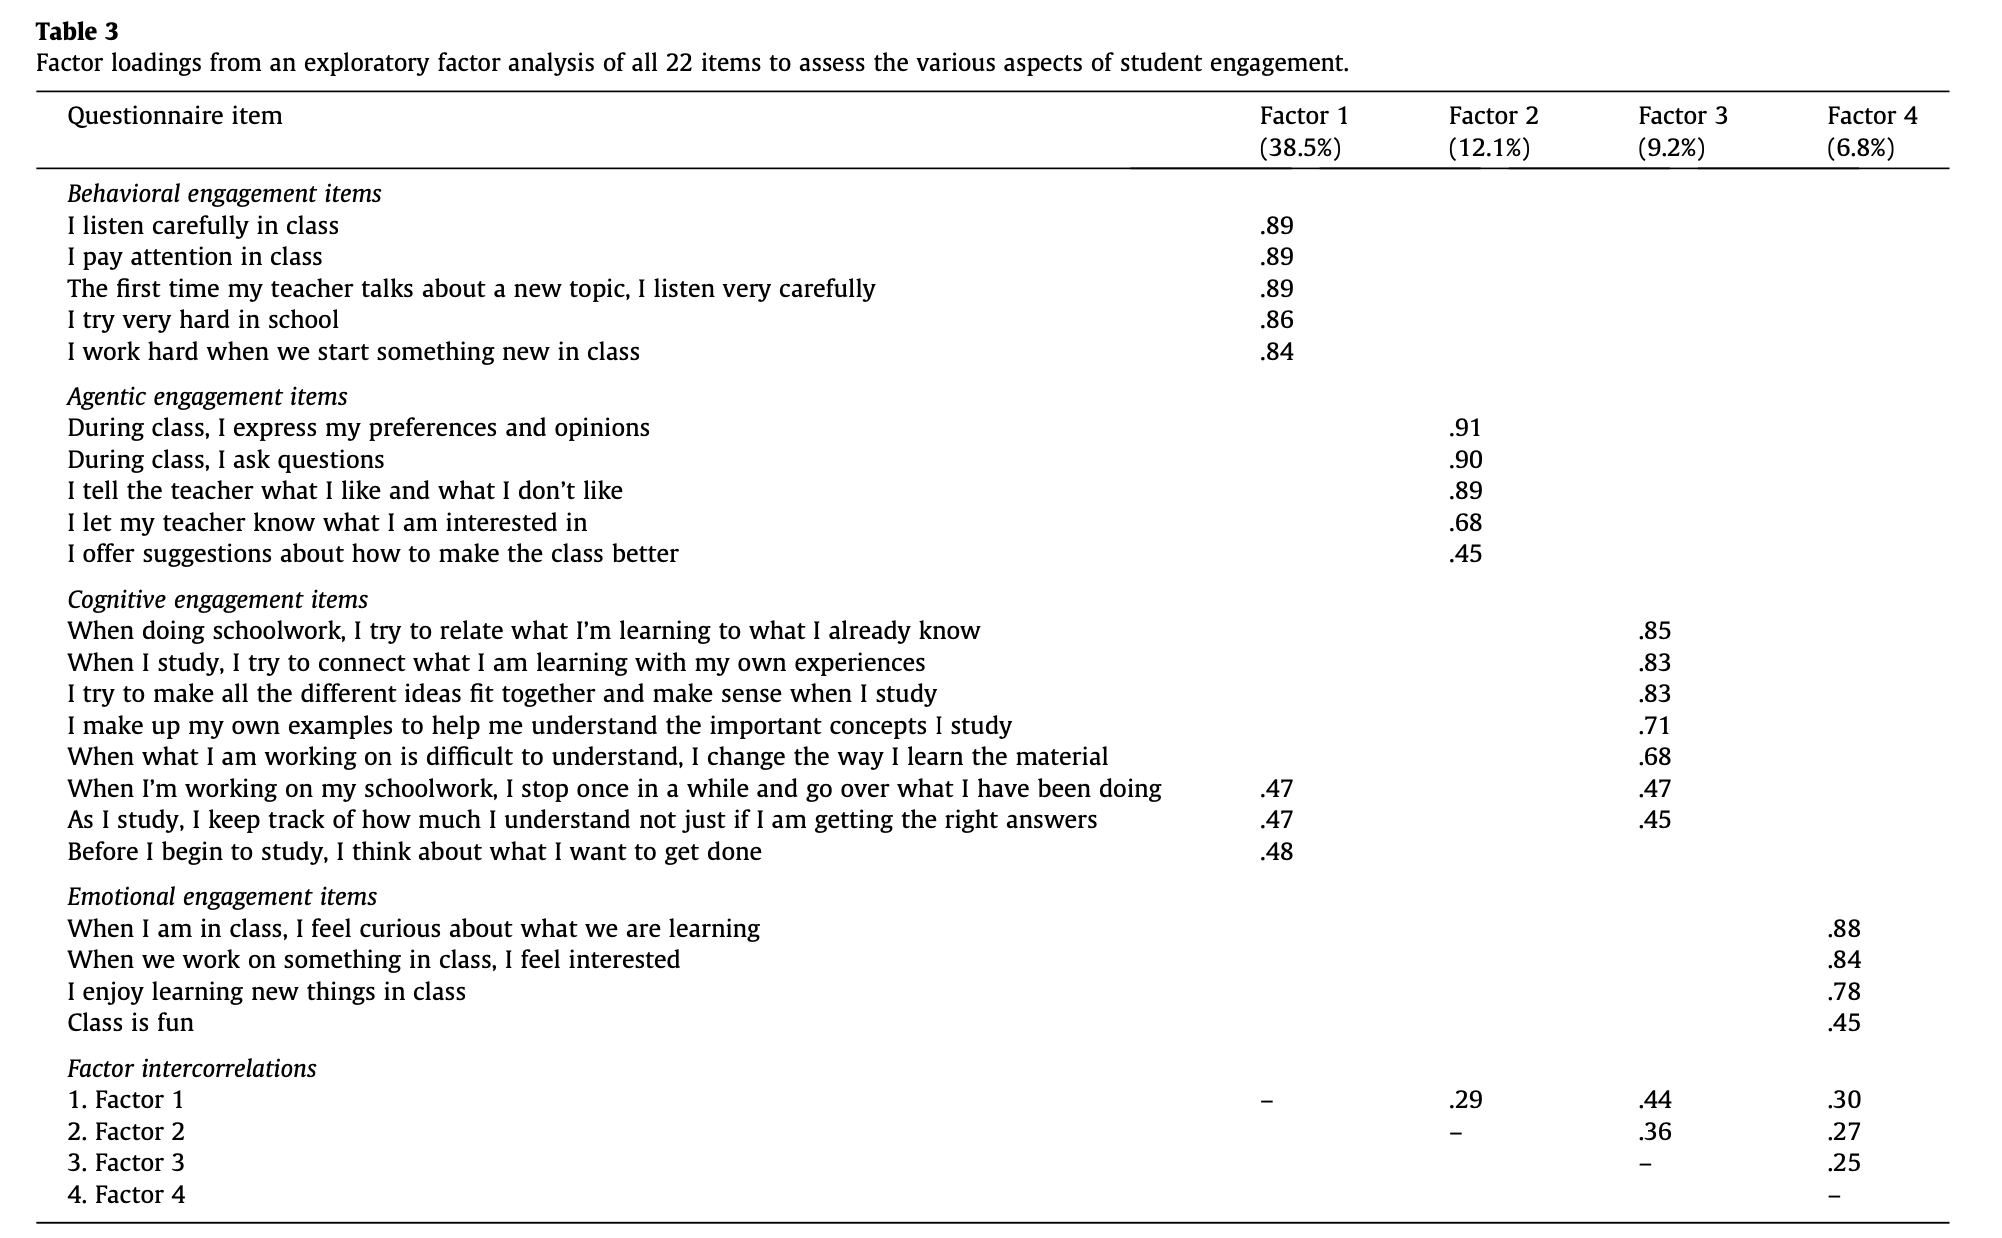 Table 3
Factor loadings from an exploratory factor analysis of all 22 items to assess the various aspects of student engagement.
Questionnaire item Factor 1 Factor 2 Factor 3 Factor 4
(38.5%) (12.1%) (9.2%) (6.8%)
Behavioral engagement items
I listen carefully in class .89
I pay attention in class .89
The first time my teacher talks about a new topic, I listen very carefully .89
I try very hard in school .86
I work hard when we start something new in class .84
Agentic engagement items
During class, I express my preferences and opinions .91
During class, I ask questions .90
I tell the teacher what I like and what I don't like .89
I let my teacher know what I am interested in .68
I offer suggestions about how to make the class better .45
Cognitive engagement items
When doing schoolwork, I try to relate what I'm learning to what I already know .85
When I study, I try to connect what I am learning with my own experiences .83
I try to make all the different ideas fit together and make sense when I study .83
I make up my own examples to help me understand the important concepts I study .71
When what I am working on is difficult to understand, I change the way I learn the material .68
When I'm working on my schoolwork, I stop once in a while and go over what I have been doing .47 .47
As I study, I keep track of how much I understand not just if I am getting the right answers .47 .45
Before I begin to study, I think about what I want to get done .48
Emotional engagement items
When I am in class, I feel curious about what we are learning .88
When we work on something in class, I feel interested .84
I enjoy learning new things in class .78
Class is fun .45
Factor intercorrelations
1. Factor 1 – .29 .44 .30
2. Factor 2 – .36 .27
3. Factor 3 – .25
4. Factor 4 –